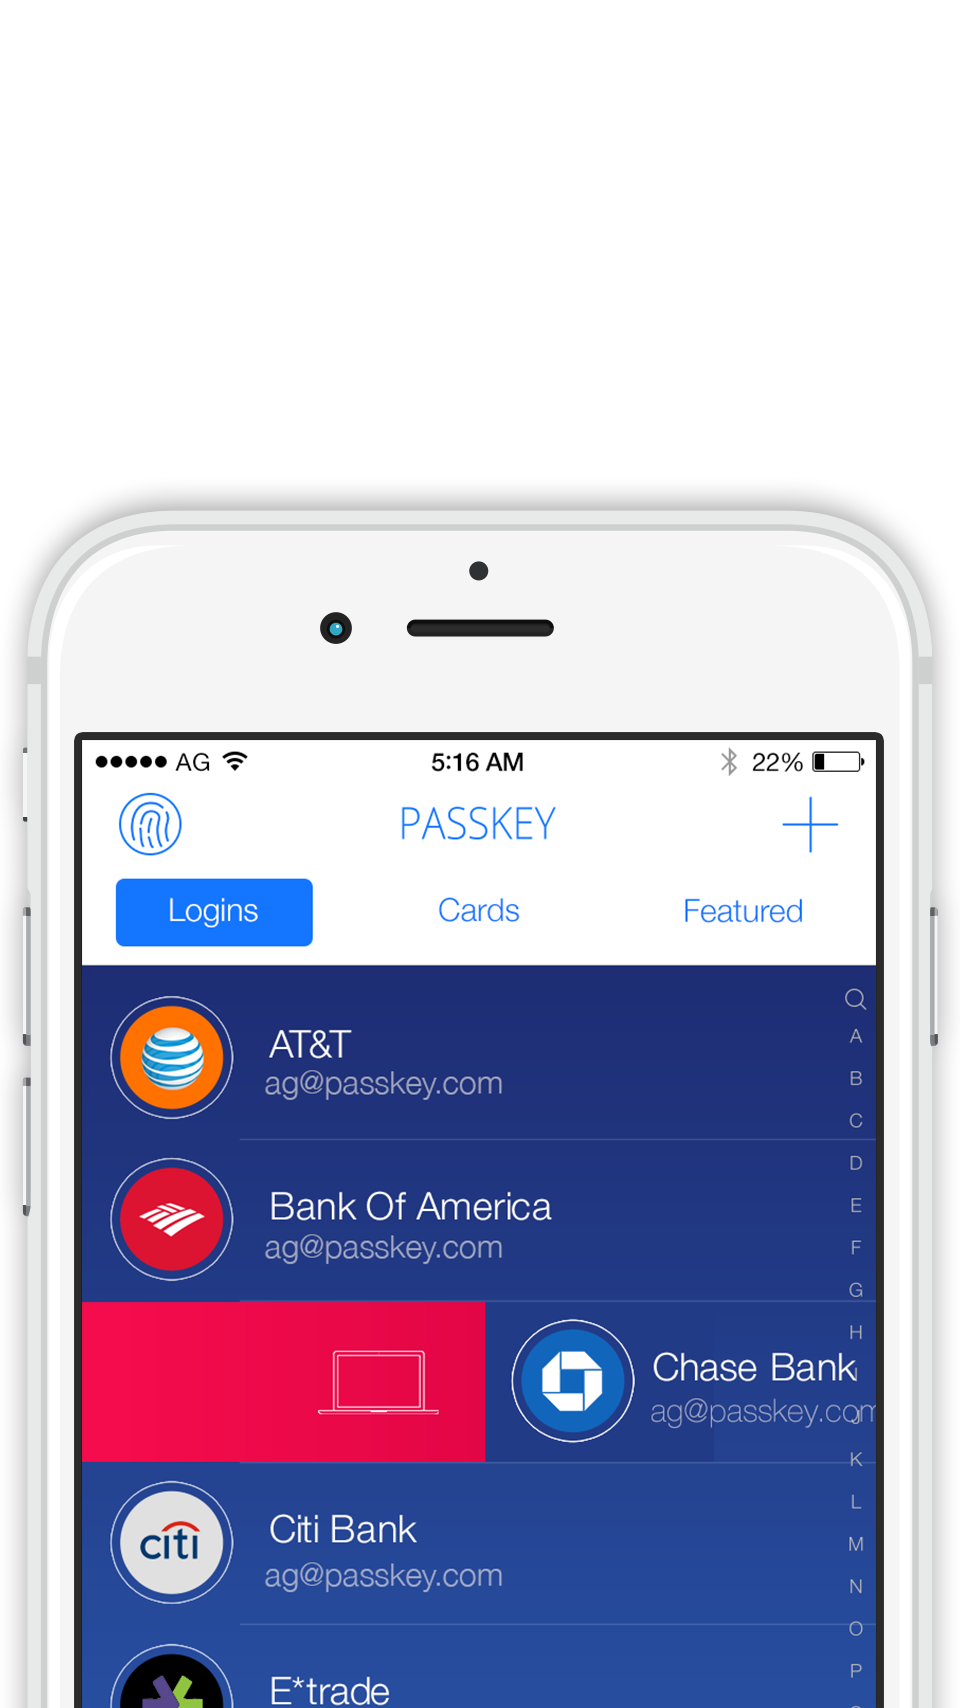 AG 5:16 AM 22%
PASSKEY
Logins Cards Featured
AT&T
ag@passkey.com
Bank Of America
ag@passkey.com
Chase Bank
ag@passkey.com
citi
Citi Bank
ag@passkey.com
E*trade
A
B
C
D
E
F
G
H
I
J
K
L
M
N
O
P